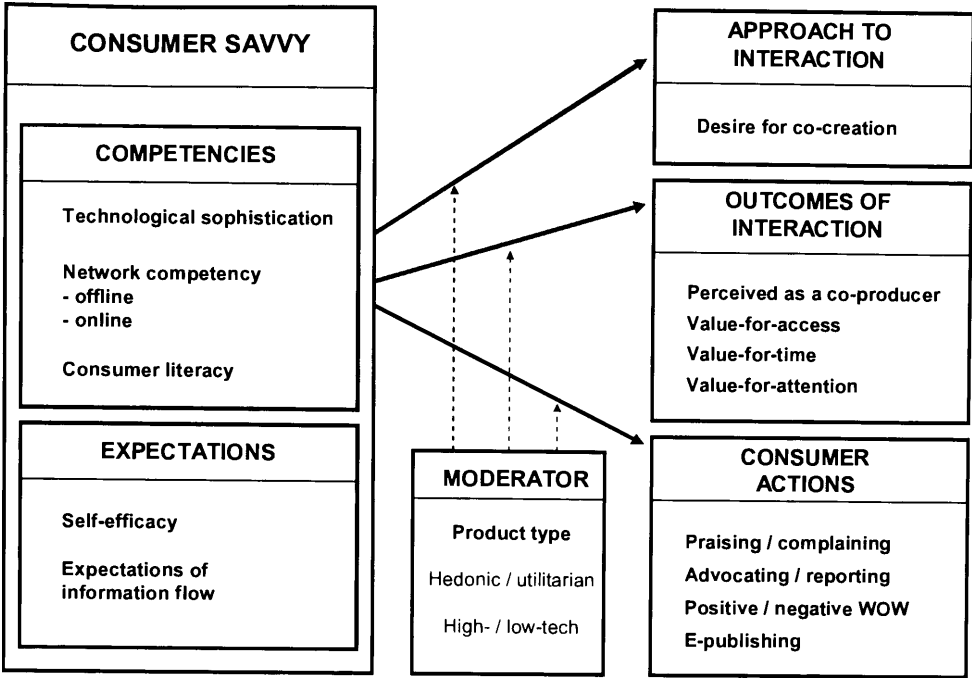 CONSUMER SAVVY
COMPETENCIES
Technological sophistication
Network competency
- offline
- online
Consumer literacy
EXPECTATIONS
Self-efficacy
Expectations of
information flow
MODERATOR
Product type
Hedonic / utilitarian
High- / low-tech
APPROACH TO
INTERACTION
Desire for co-creation
OUTCOMES OF
INTERACTION
Perceived as a co-producer
Value-for-access
Value-for-time
Value-for-attention
CONSUMER
ACTIONS
Praising / complaining
Advocating / reporting
Positive / negative WOW
E-publishing